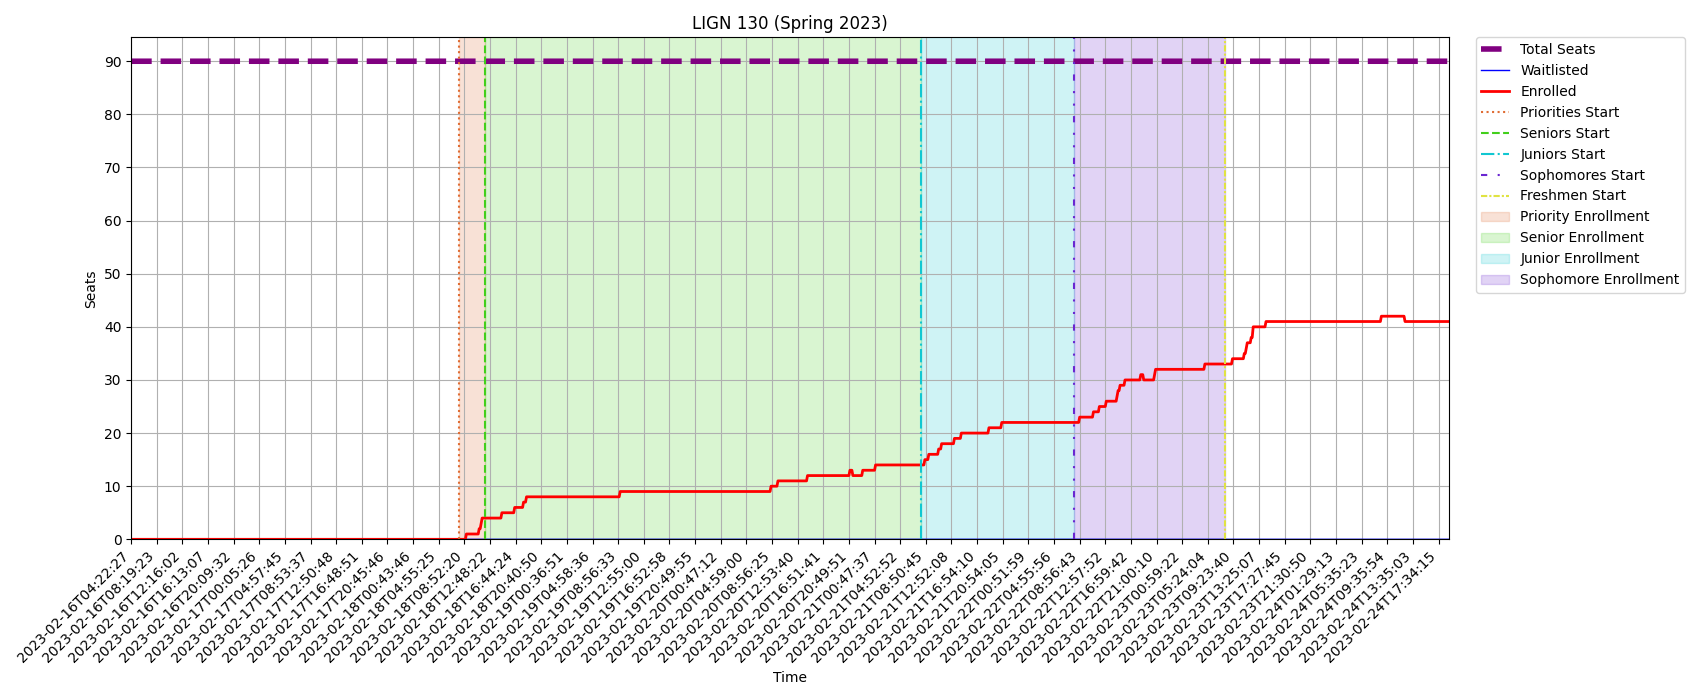 LIGN 130 (Spring 2023)
Seats
90
80
70
60
50
40
30
20
10
0
2023-02-16T04:22:27
2023-02-16T08:19:23
2023-02-16T12:16:02
2023-02-16T16:13:07
2023-02-16T20:09:32
2023-02-17T00:05:26
2023-02-17T04:57:45
2023-02-17T08:53:37
2023-02-17T12:50:48
2023-02-17T16:48:51
2023-02-17T20:45:46
2023-02-18T00:43:46
2023-02-18T04:55:25
2023-02-18T08:52:20
2023-02-18T12:48:22
2023-02-18T16:44:24
2023-02-18T20:40:50
2023-02-19T00:36:51
2023-02-19T04:58:36
2023-02-19T08:56:33
2023-02-19T12:55:00
2023-02-19T16:52:58
2023-02-19T20:49:55
2023-02-20T00:47:12
2023-02-20T04:59:00
2023-02-20T08:56:25
2023-02-20T12:53:40
2023-02-20T16:51:41
2023-02-20T20:49:51
2023-02-21T00:47:37
2023-02-21T04:52:52
2023-02-21T08:50:45
2023-02-21T12:52:08
2023-02-21T16:54:10
2023-02-21T20:54:05
2023-02-22T00:51:59
2023-02-22T04:55:56
2023-02-22T08:56:43
2023-02-22T12:57:52
2023-02-22T16:59:42
2023-02-22T21:00:10
2023-02-23T00:59:22
2023-02-23T05:24:04
2023-02-23T09:23:40
2023-02-23T13:25:07
2023-02-23T17:27:45
2023-02-23T21:30:50
2023-02-24T01:29:13
2023-02-24T05:35:23
2023-02-24T09:35:54
2023-02-24T13:35:03
2023-02-24T17:34:15
Time
Total Seats
Waitlisted
Enrolled
Priorities Start
Seniors Start
Juniors Start
Sophomores Start
Freshmen Start
Priority Enrollment
Senior Enrollment
Junior Enrollment
Sophomore Enrollment